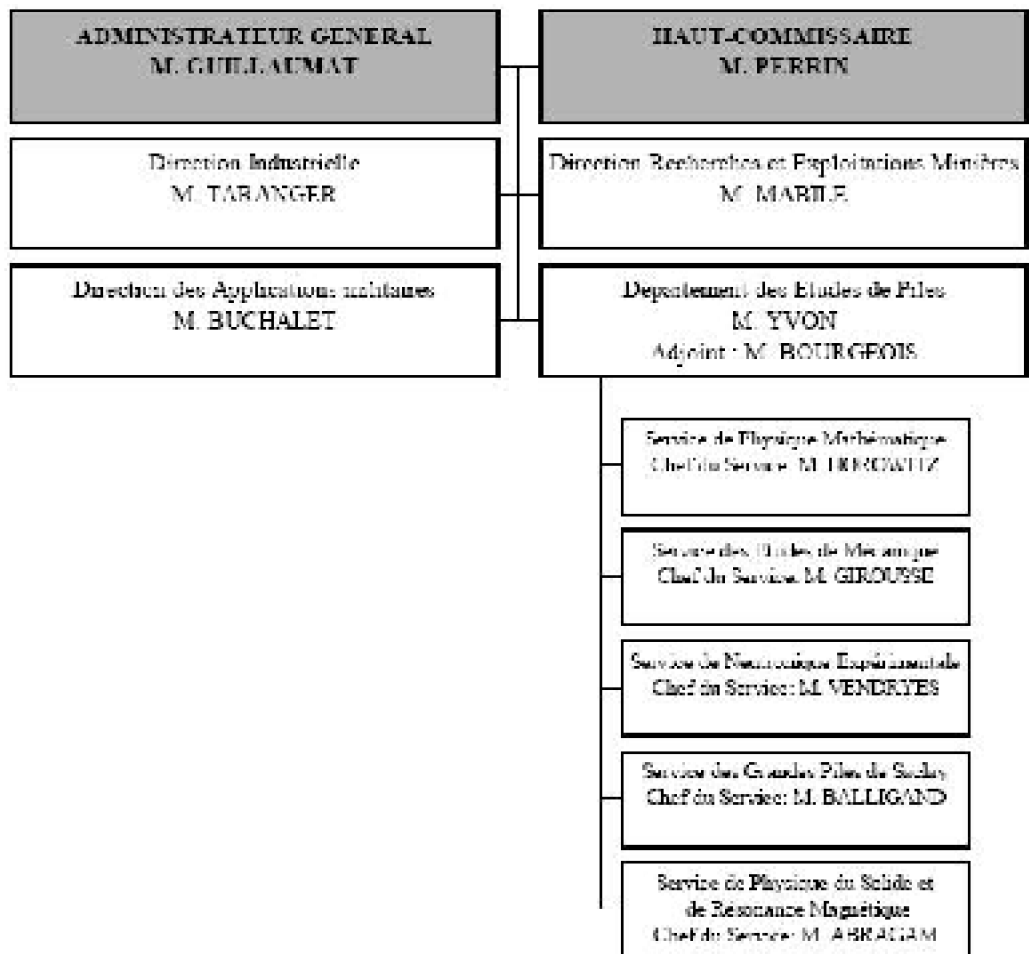 ADMINISTRATEUR GENERAL
M. GUILLAUMAT
HAUT-COMMISSAIRE
M. PERRIN
Direction Industrielle
M. TARANGER
Direction Recherches et Exploitations Minières
M. MABILE
Direction des Applications militaires
M. BUCHALET
Département des Etudes de Piles
M. YVON
Adjoint : M. BOURGEOIS
Service de Physique Mathématique
Chef du Service: M. HOROWITZ
Service des Etudes de Mécanique
Chef du Service: M. GIROUSSE
Service de Neutronique Expérimentale
Chef du Service: M. VENDRYES
Service des Grandes Piles de Saclay
Chef du Service: M. BALLIGAND
Service de Physique du Solide et
de Résonance Magnétique
Chef du Service: M. ABRAGAM